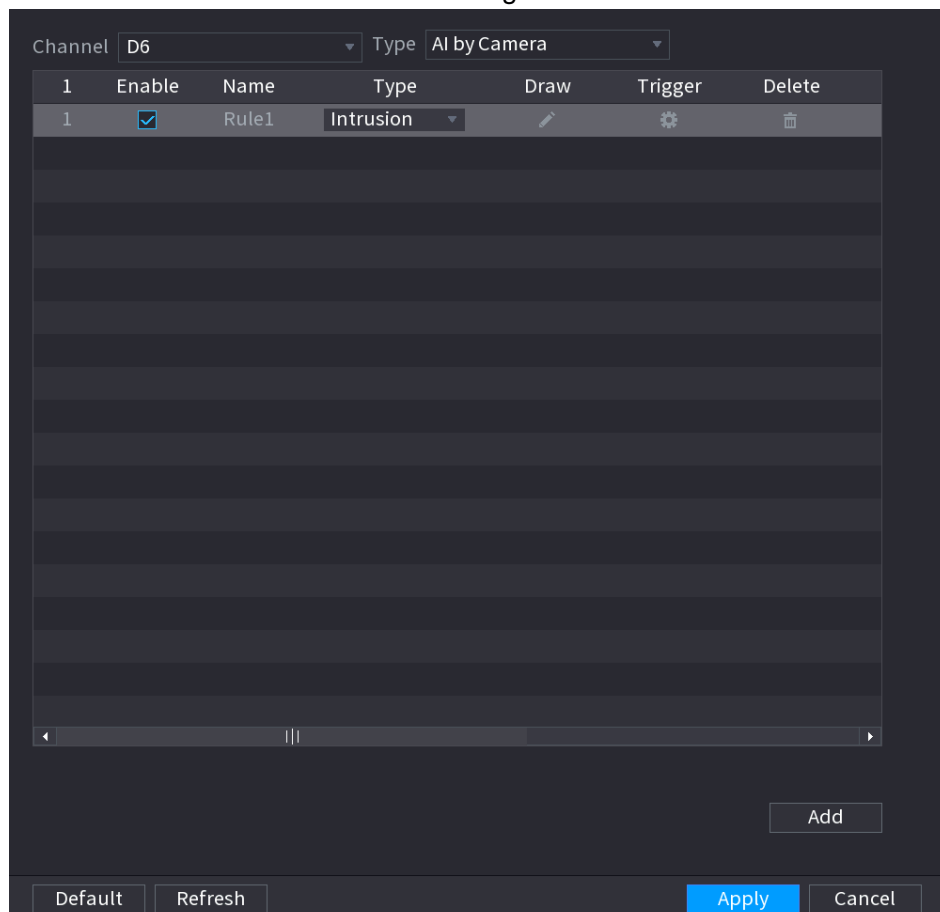 Channel D6 Type AI by Camera
1 Enable Name Type Draw Trigger Delete
1 Rule1 Intrusion
Add
Default Refresh Apply Cancel